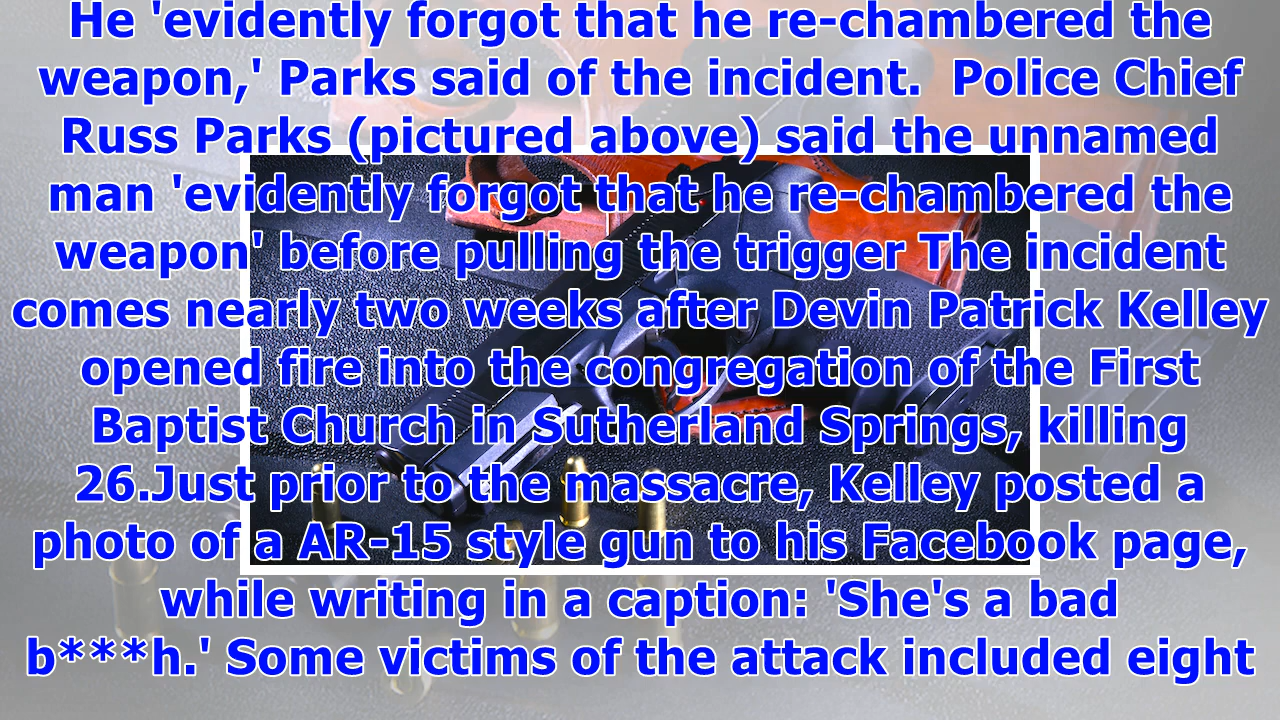 He 'evidently forgot that he re-chambered the
weapon,' Parks said of the incident.  Police Chief
Russ Parks (pictured above) said the unnamed
man 'evidently forgot that he re-chambered the
weapon' before pulling the trigger The incident
comes nearly two weeks after Devin Patrick Kelley
opened fire into the congregation of the First
Baptist Church in Sutherland Springs, killing
26.Just prior to the massacre, Kelley posted a
photo of a AR-15 style gun to his Facebook page,
while writing in a caption: 'She's a bad
b***h.' Some victims of the attack included eight